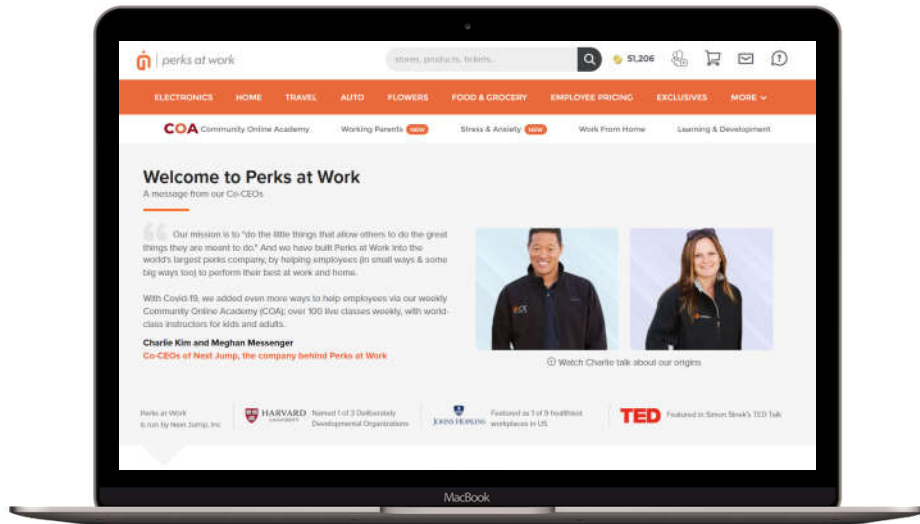 perks at work
stores, products, tickets...
51,206
ELECTRONICS HOME TRAVEL AUTO FLOWERS FOOD & GROCERY EMPLOYEE PRICING EXCLUSIVES MORE
COA Community Online Academy Working Parents NEW Stress & Anxiety NEW Work From Home Learning & Development
Welcome to Perks at Work
A message from our Co-CEOs
Our mission is to "do the little things that allow others to do the great
things they are meant to do." And we have built Perks at Work into the
world's largest perks company, by helping employees (in small ways & some
big ways too) to perform their best at work and home.
With Covid-19, we added even more ways to help employees via our weekly
Community Online Academy (COA); over 100 live classes weekly, with world-
class instructors for kids and adults.
Charlie Kim and Meghan Messenger
Co-CEOs of Next Jump, the company behind Perks at Work
Watch Charlie talk about our origins
Perks at Work
is run by Next Jump, Inc
HARVARD
UNIVERSITY
Named 1 of 3 Deliberately
Developmental Organizations
JOHNS HOPKINS
Featured as 1 of 9 healthiest
workplaces in US
TED
Featured in Simon Sinek's TED Talk
MacBook